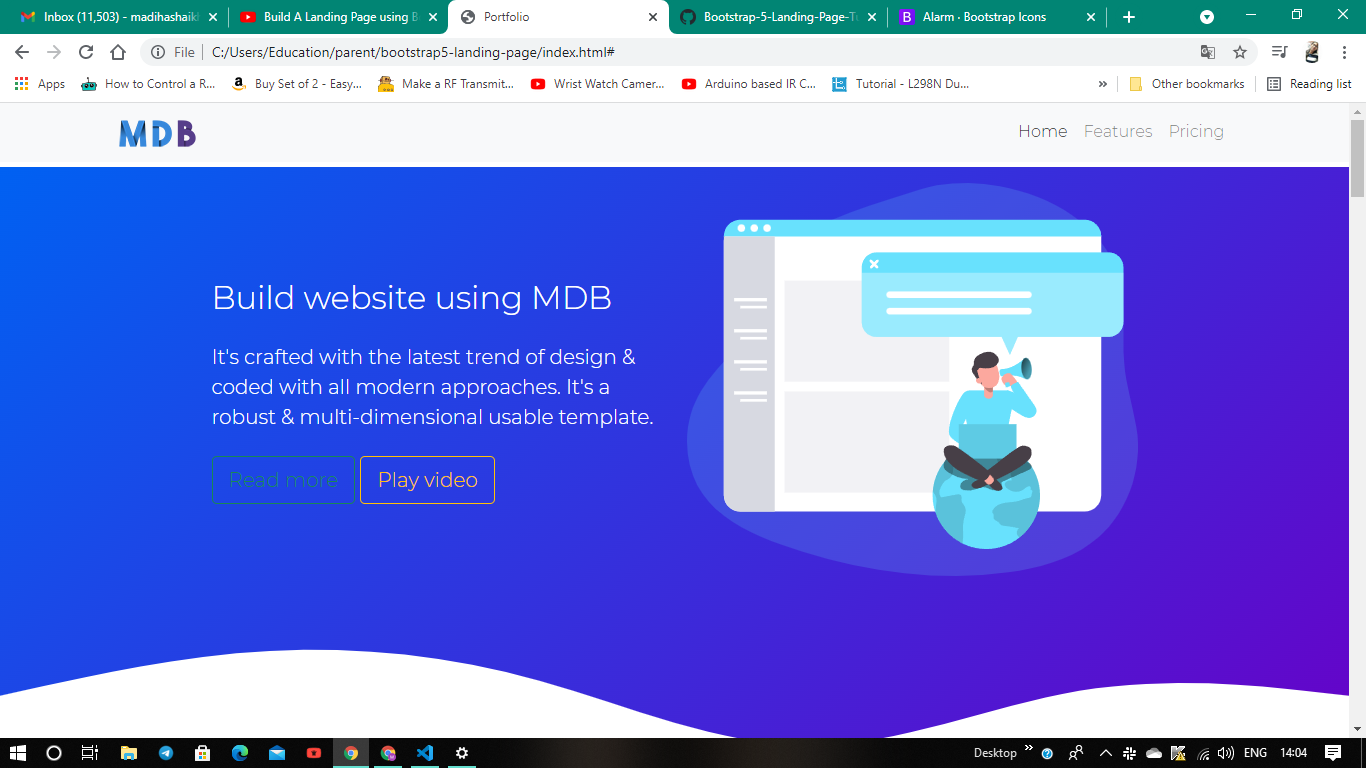 Inbox (11,503) - madihashaik
Build A Landing Page using B
Portfolio
Bootstrap-5-Landing-Page-Tu
Alarm · Bootstrap Icons
File
C:/Users/Education/parent/bootstrap5-landing-page/index.html#
Apps
How to Control a R...
Buy Set of 2 - Easy...
Make a RF Transmit...
Wrist Watch Camer...
Arduino based IR C...
Tutorial - L298N Du...
»
Other bookmarks
Reading list
MDB
Home
Features
Pricing
Build website using MDB
It's crafted with the latest trend of design &
coded with all modern approaches. It's a
robust & multi-dimensional usable template.
Read more
Play video
Desktop
ENG
14:04